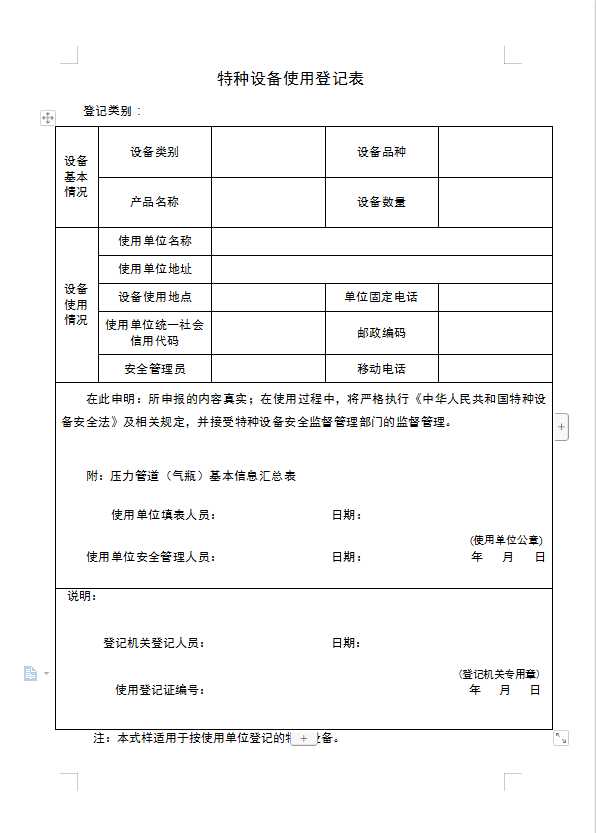 特种设备使用登记表
登记类别：
设备基本情况
设备类别
设备品种
产品名称
设备数量
设备使用情况
使用单位名称
使用单位地址
设备使用地点
单位固定电话
使用单位统一社会
信用代码
邮政编码
安全管理员
移动电话
在此申明：所申报的内容真实；在使用过程中，将严格执行《中华人民共和国特种设
备安全法》及相关规定，并接受特种设备安全监督管理部门的监督管理。
附：压力管道（气瓶）基本信息汇总表
使用单位填表人员： 日期：
(使用单位公章)
使用单位安全管理人员： 日期： 年 月 日
说明：
登记机关登记人员： 日期：
(登记机关专用章)
使用登记证编号： 年 月 日
注：本式样适用于按使用单位登记的特 设备。